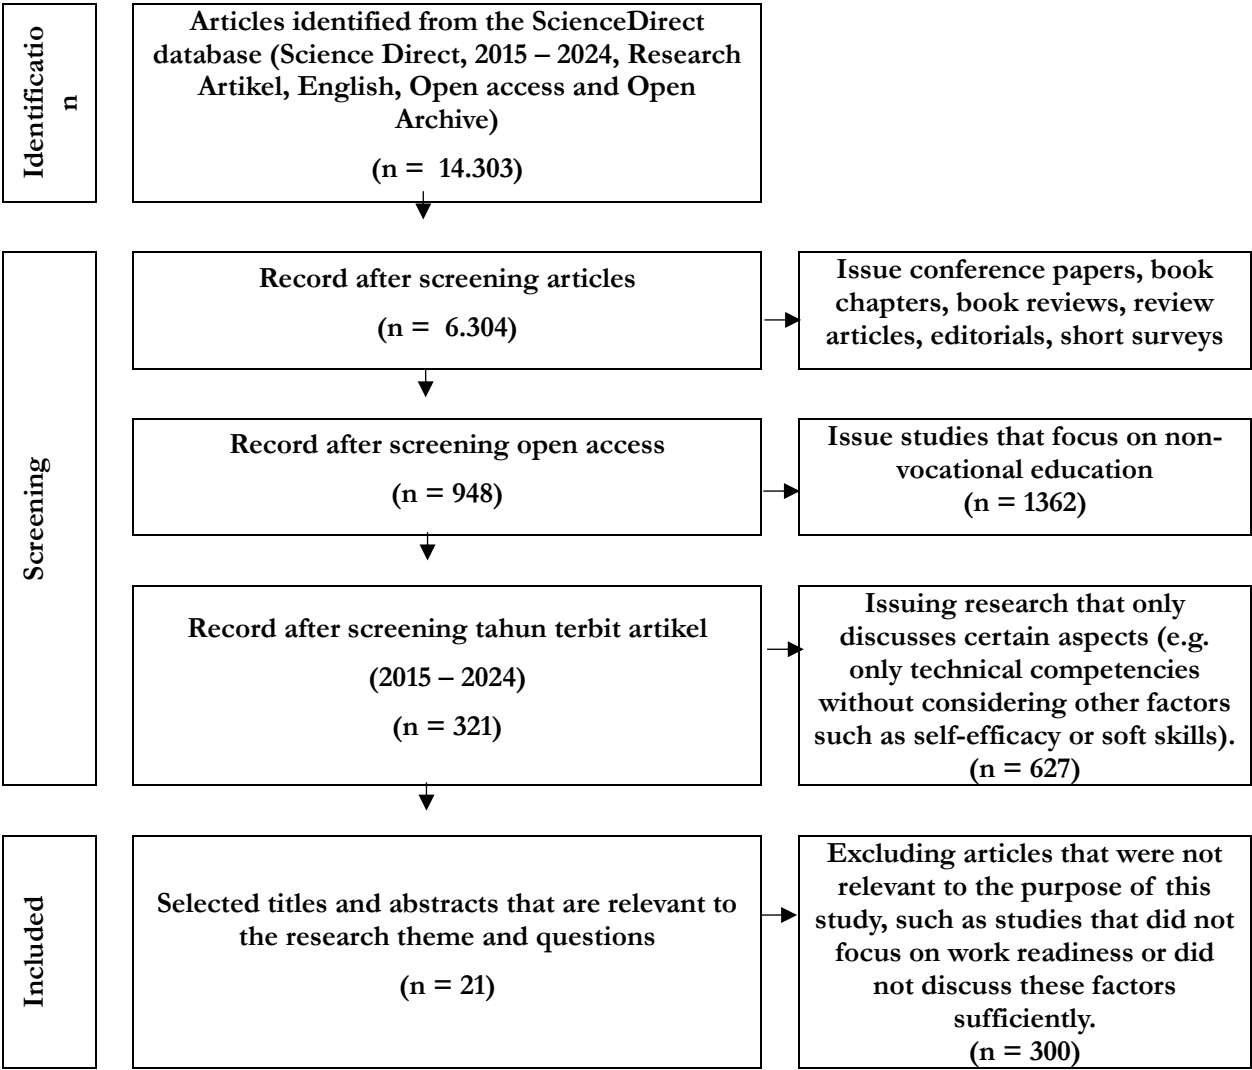 Identificatio
n
Articles identified from the ScienceDirect
database (Science Direct, 2015 – 2024, Research
Artikel, English, Open access and Open
Archive)
(n = 14.303)
Screening
Record after screening articles
(n = 6.304)
Issue conference papers, book
chapters, book reviews, review
articles, editorials, short surveys
Record after screening open access
(n = 948)
Issue studies that focus on non-
vocational education
(n = 1362)
Record after screening tahun terbit artikel
(2015 – 2024)
(n = 321)
Issuing research that only
discusses certain aspects (e.g.
only technical competencies
without considering other factors
such as self-efficacy or soft skills).
(n = 627)
Included
Selected titles and abstracts that are relevant to
the research theme and questions
(n = 21)
Excluding articles that were not
relevant to the purpose of this
study, such as studies that did not
focus on work readiness or did
not discuss these factors
sufficiently.
(n = 300)